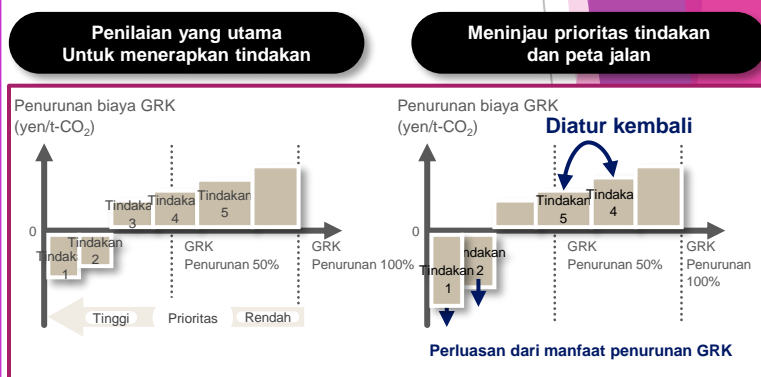 Penilaian yang utama
Untuk menerapkan tindakan
Meninjau prioritas tindakan
dan peta jalan
Penurunan biaya GRK
(yen/t-CO₂)
Tindaka
3
Tindaka
4
Tindakan
5
0
Tindak
1
Tindakan
2
GRK
Penurunan 50%
GRK
Penurunan 100%
Tinggi
Prioritas
Rendah
Penurunan biaya GRK
(yen/t-CO₂)
Diatur kembali
Tindakan
5
Tindaka
4
0
Tindakan
1
ndakan
2
GRK
Penurunan 50%
GRK
Penurunan
100%
Perluasan dari manfaat penurunan GRK